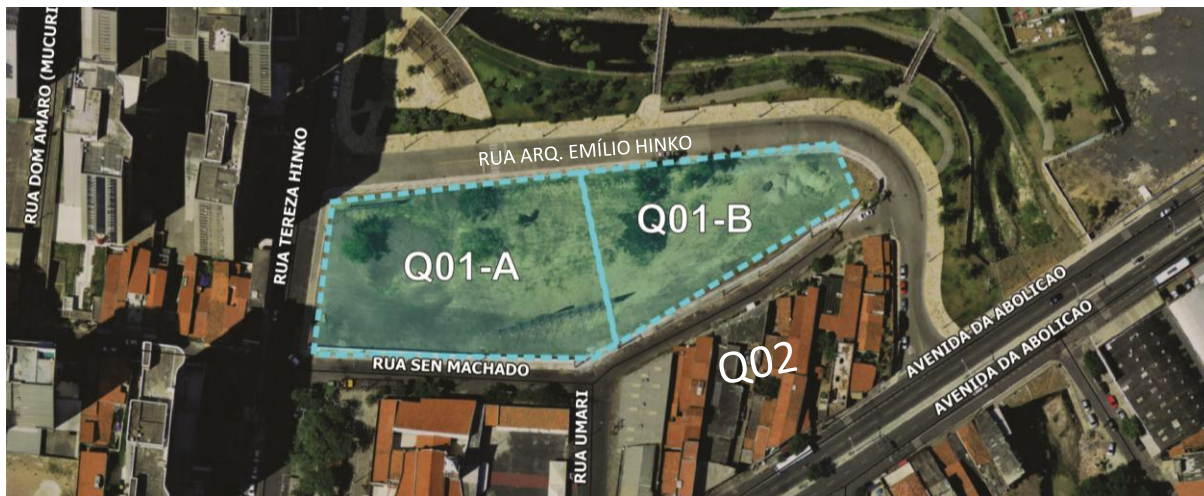 RUA DOM AMARO (MUCURI
RUA TEREZA HINKO
RUA ARQ. EMÍLIO HINKO
Q01-A
Q01-B
RUA SEN MACHADO
RUA UMARI
Q02
AVENIDA DA ABOLICAO
AVENIDA DA ABOLICAO